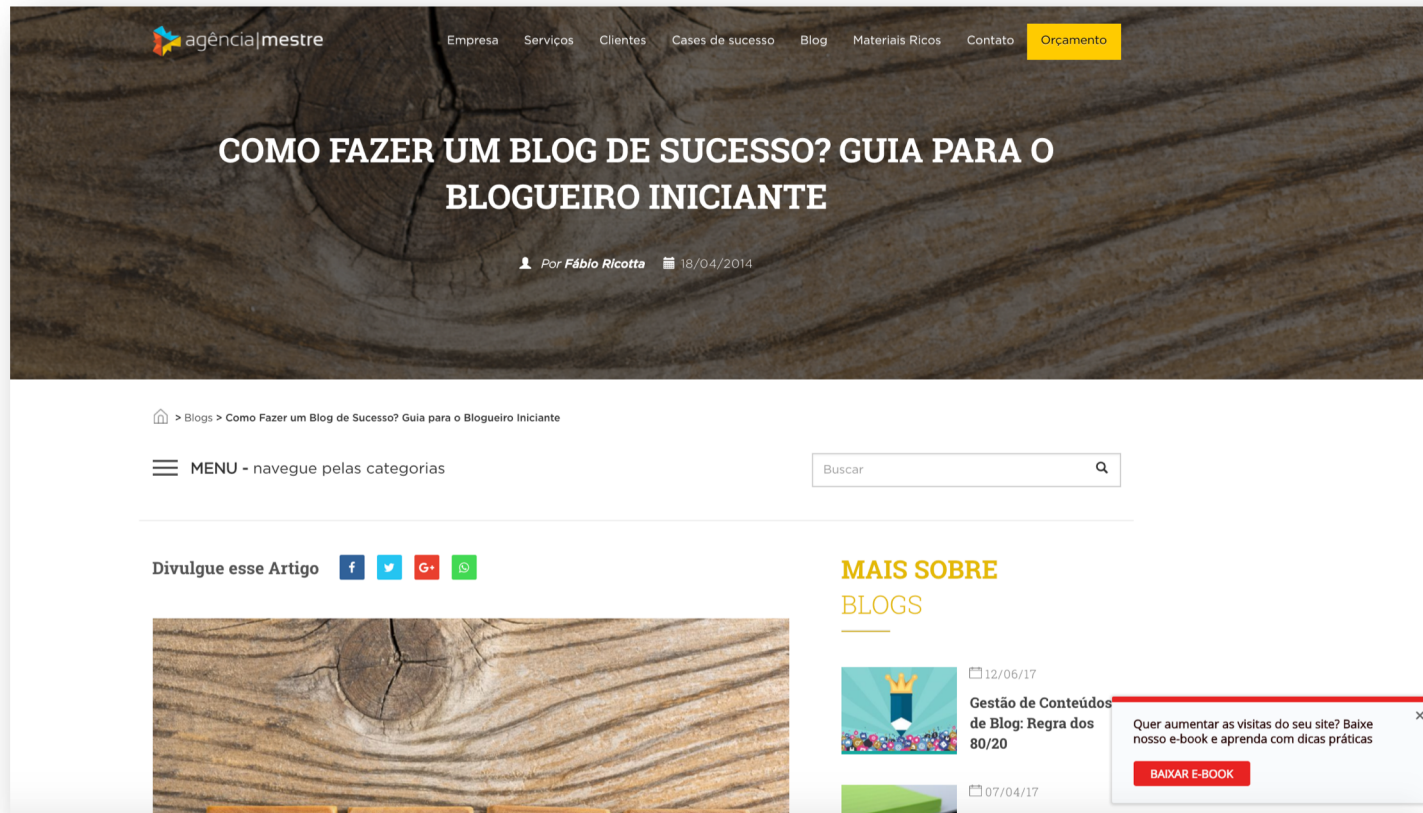 agência|mestre
Empresa Serviços Clientes Cases de sucesso Blog Materiais Ricos Contato Orçamento
COMO FAZER UM BLOG DE SUCESSO? GUIA PARA O
BLOGUEIRO INICIANTE
Por Fábio Ricotta 18/04/2014
> Blogs > Como Fazer um Blog de Sucesso? Guia para o Blogueiro Iniciante
MENU - navegue pelas categorias
Buscar
Divulgue esse Artigo
f
G+
MAIS SOBRE
BLOGS
12/06/17
Gestão de Conteúdos
de Blog: Regra dos
80/20
07/04/17
Quer aumentar as visitas do seu site? Baixe
nosso e-book e aprenda com dicas práticas
BAIXAR E-BOOK